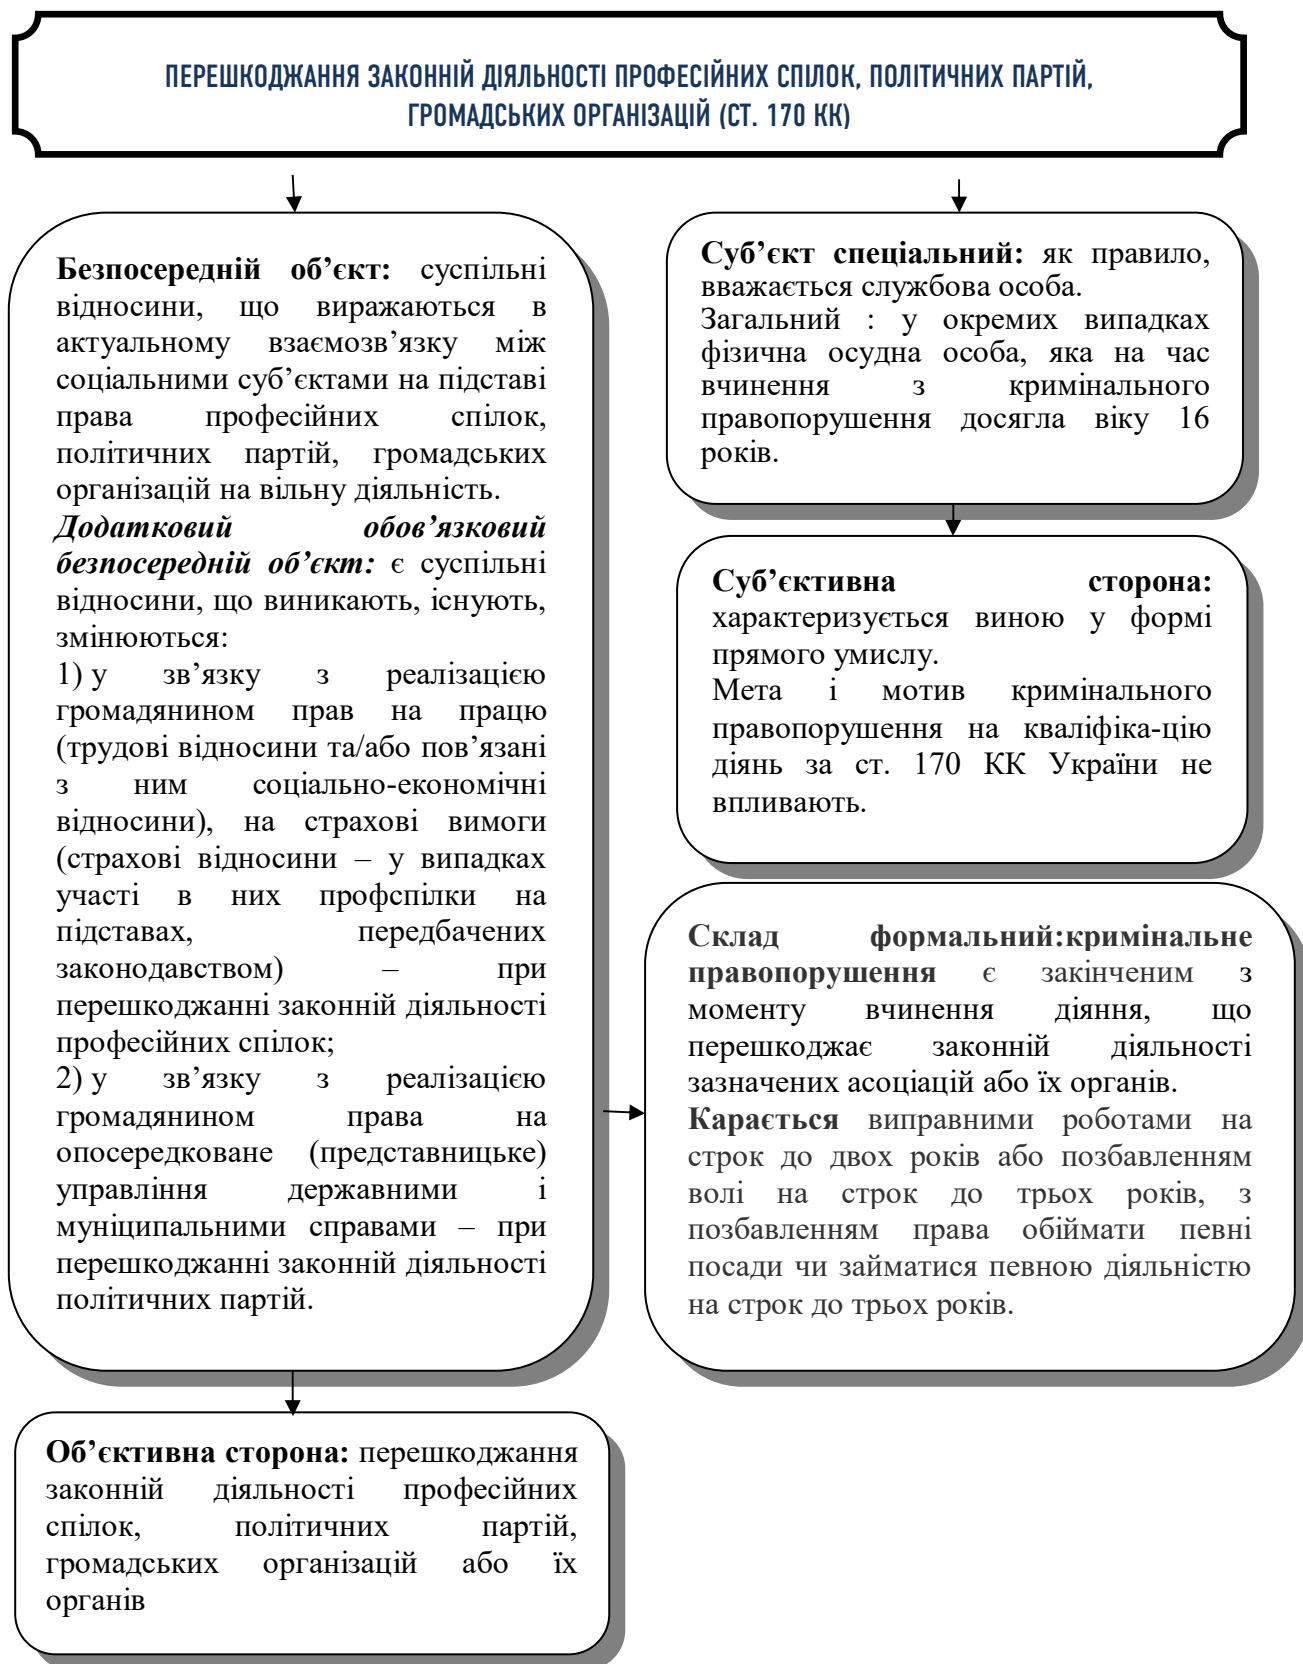 ПЕРЕШКОДЖАННЯ ЗАКОННІЙ ДІЯЛЬНОСТІ ПРОФЕСІЙНИХ СПІЛОК, ПОЛІТИЧНИХ ПАРТІЙ,
ГРОМАДСЬКИХ ОРГАНІЗАЦІЙ (СТ. 170 КК)
Безпосередній об’єкт: суспільні
відносини, що виражаються в
актуальному взаємозв’язку між
соціальними суб’єктами на підставі
права професійних спілок,
політичних партій, громадських
організацій на вільну діяльність.
Додатковий обов’язковий
безпосередній об’єкт: є суспільні
відносини, що виникають, існують,
змінюються:
1) у зв’язку з реалізацією
громадянином прав на працю
(трудові відносини та/або пов’язані
з ним соціально-економічні
відносини), на страхові вимоги
(страхові відносини – у випадках
участі в них профспілки на
підставах, передбачених
законодавством) – при
перешкоджанні законній діяльності
професійних спілок;
2) у зв’язку з реалізацією
громадянином права на
опосередковане (представницьке)
управління державними і
муніципальними справами – при
перешкоджанні законній діяльності
політичних партій.
Об’єктивна сторона: перешкоджання
законній діяльності професійних
спілок, політичних партій,
громадських організацій або їх
органів
Суб’єкт спеціальний: як правило,
вважається службова особа.
Загальний : у окремих випадках
фізична осудна особа, яка на час
вчинення з кримінального
правопорушення досягла віку 16
років.
Суб’єктивна сторона:
характеризується виною у формі
прямого умислу.
Мета і мотив кримінального
правопорушення на кваліфіка-цію
діянь за ст. 170 КК України не
впливають.
Склад формальний:кримінальне
правопорушення є закінченим з
моменту вчинення діяння, що
перешкоджає законній діяльності
зазначених асоціацій або їх органів.
Карається виправними роботами на
строк до двох років або позбавленням
волі на строк до трьох років, з
позбавленням права обіймати певні
посади чи займатися певною діяльністю
на строк до трьох років.